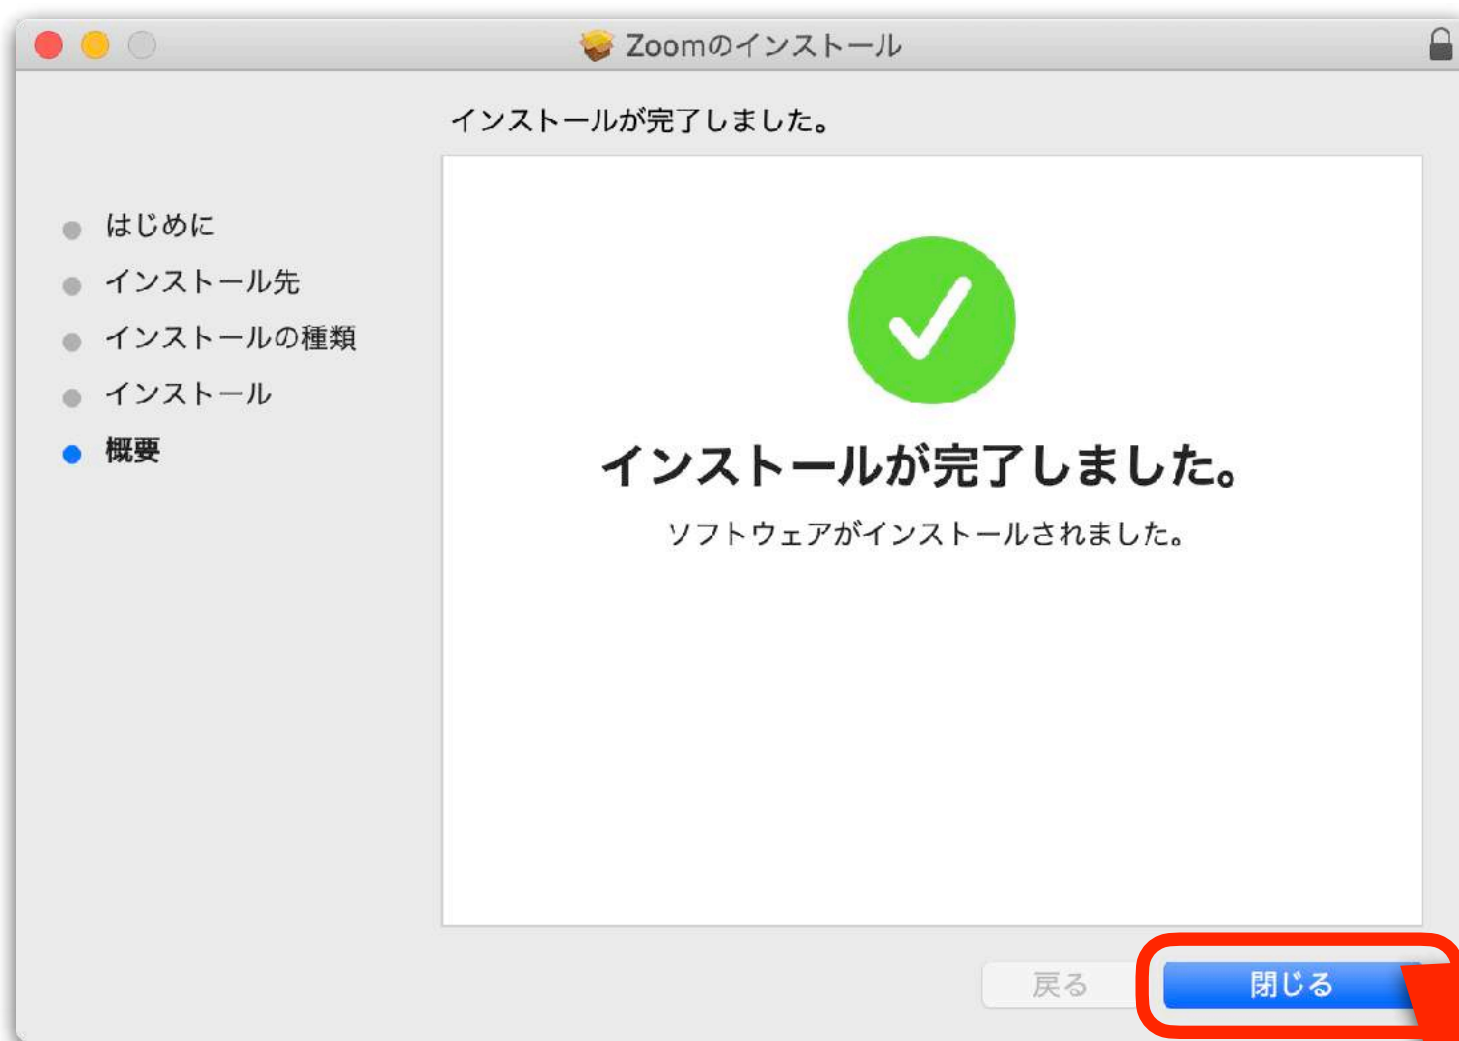 Zoomのインストール
インストールが完了しました。
はじめに
インストール先
インストールの種類
インストール
概要
インストールが完了しました。
ソフトウェアがインストールされました。
戻る
閉じる